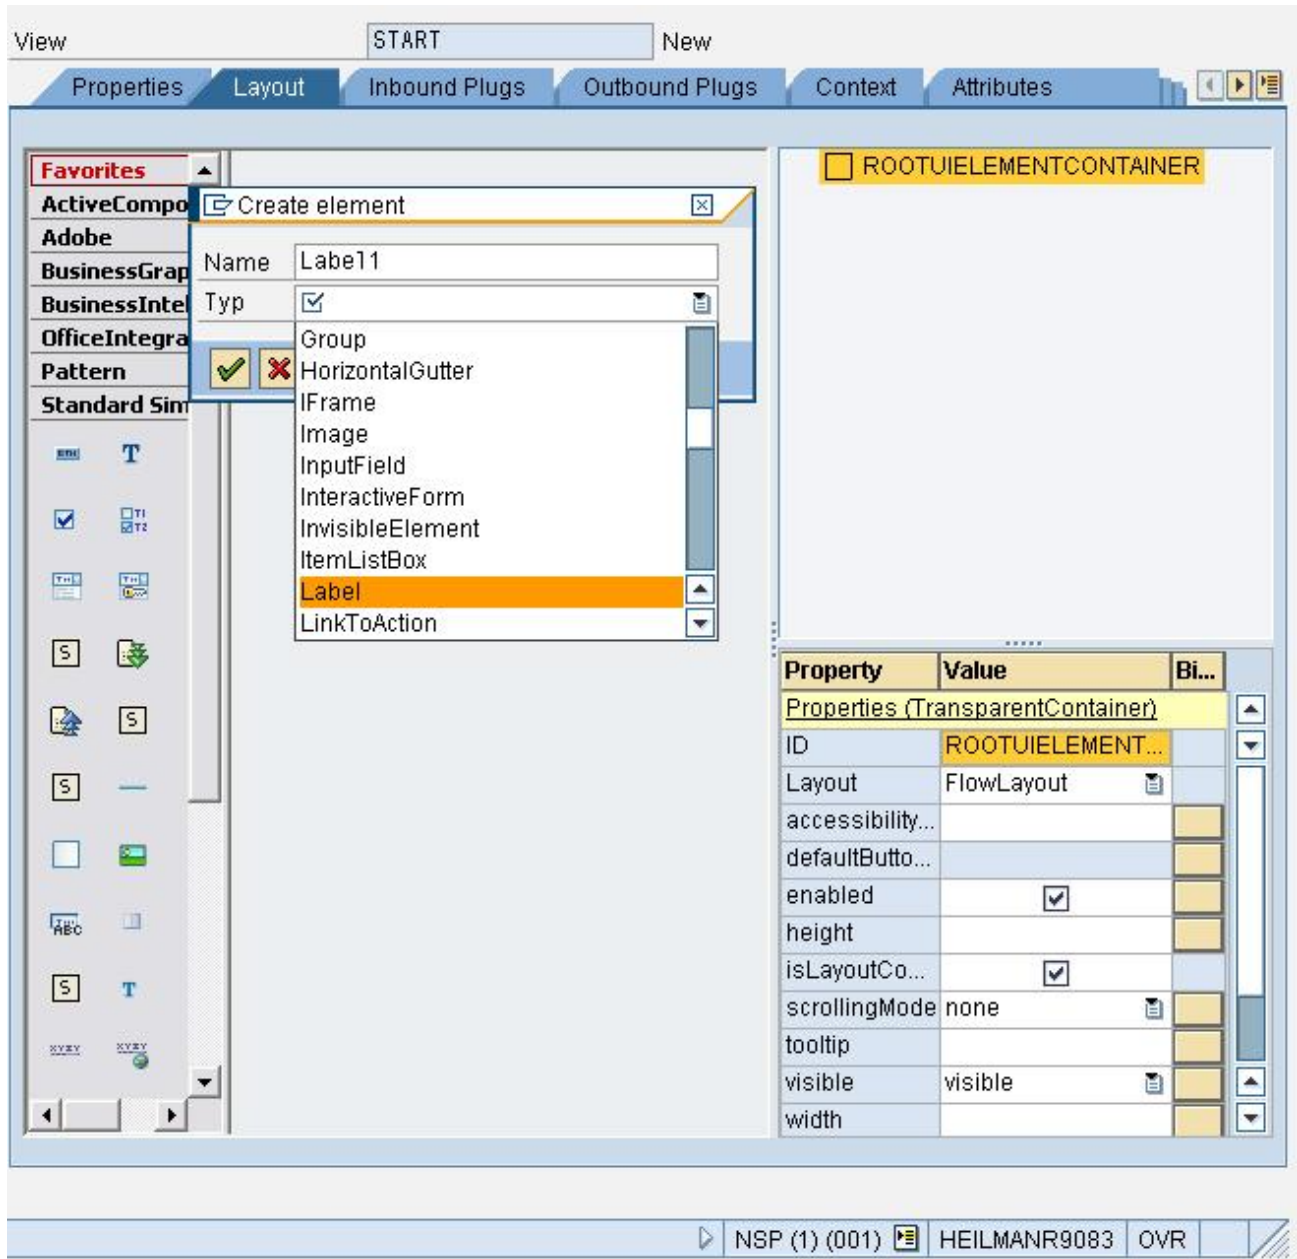 View START New
Properties Layout Inbound Plugs Outbound Plugs Context Attributes
Favorites
ActiveCompo
Adobe
BusinessGrap
BusinessIntel
OfficeIntegra
Pattern
Standard Sim
Create element
Name Label1
Typ
Group
HorizontalGutter
IFrame
Image
InputField
InteractiveForm
InvisibleElement
ItemListBox
Label
LinkToAction
ROOTUIELEMENTCONTAINER
Property Value Bi...
Properties (TransparentContainer)
ID ROOTUIELEMENT...
Layout FlowLayout
accessibility...
defaultButto...
enabled
height
isLayoutCo...
scrollingMode none
tooltip
visible visible
width
NSP (1) (001) HEILMANR9083 OVR